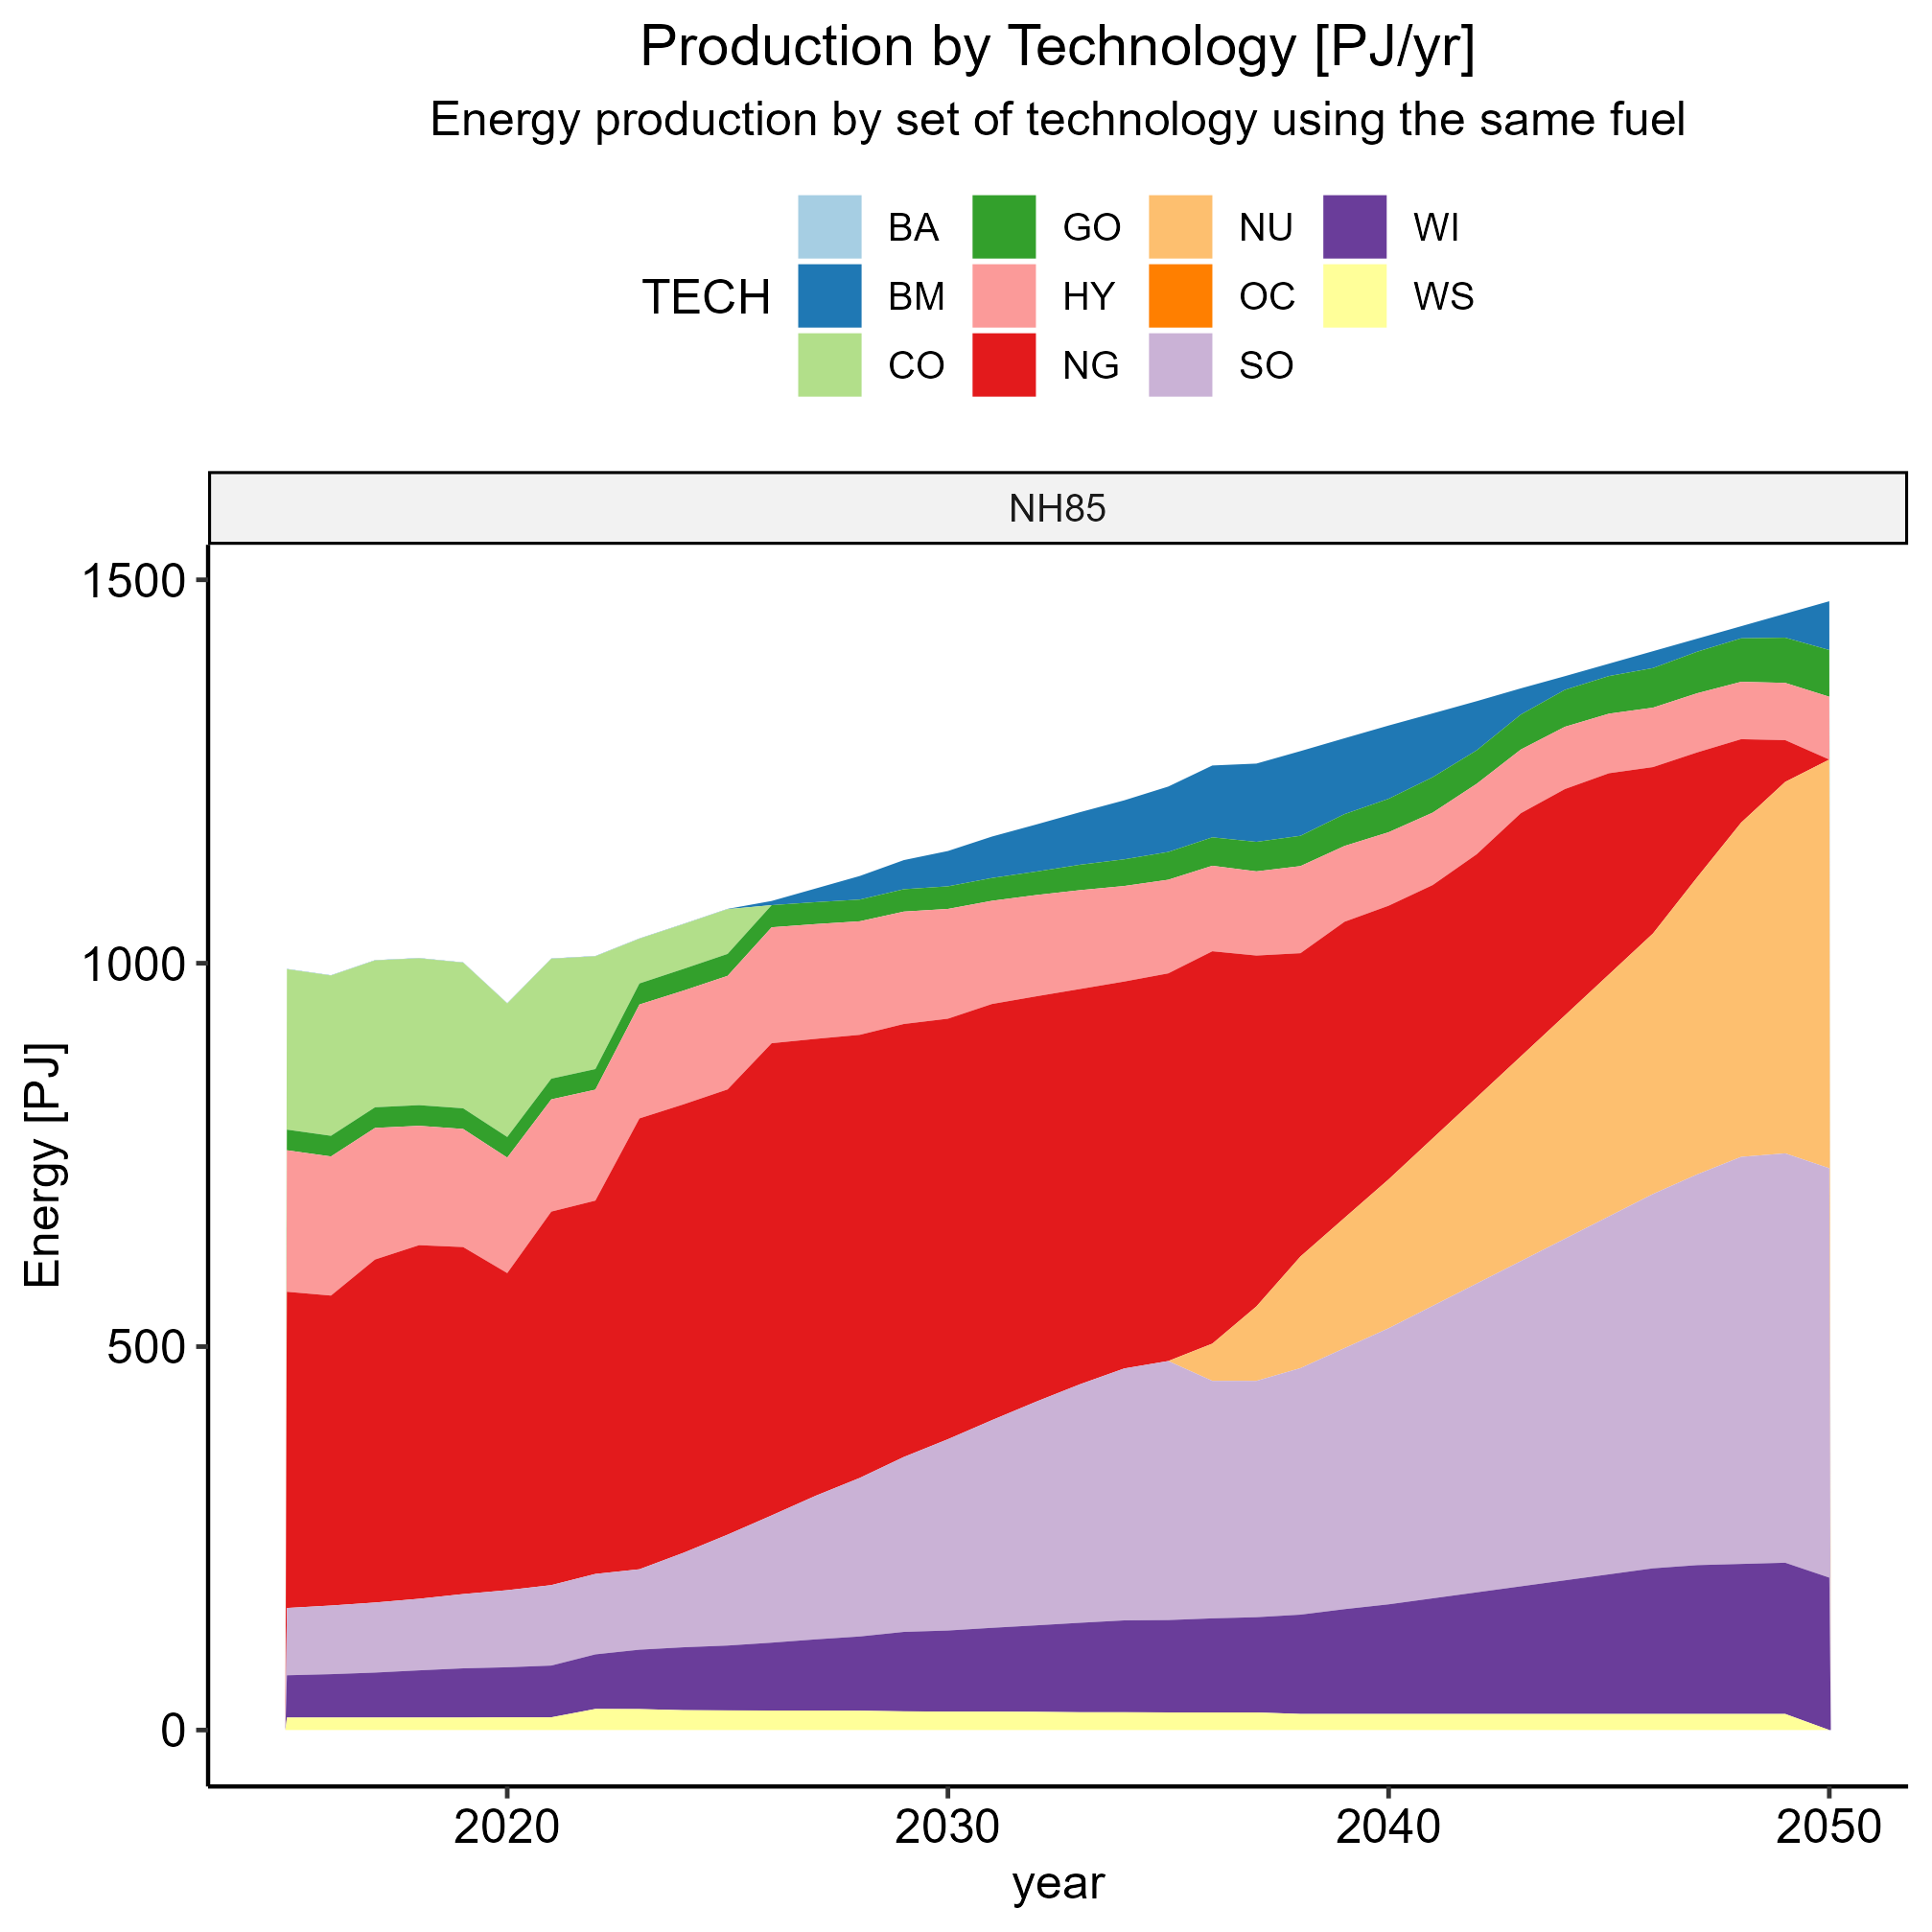 Production by Technology [PJ/yr]
Energy production by set of technology using the same fuel
BA GO NU WI
TECH BM HY OC WS
CO NG SO
NH85
1500
1000
500
0
Energy [PJ]
2020 2030 2040 2050
year